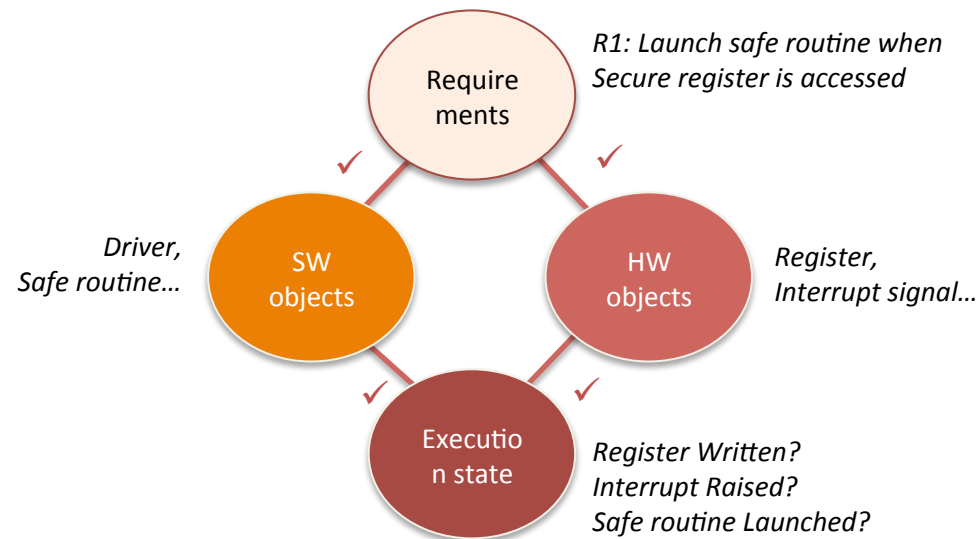 R1: Launch safe routine when
Secure register is accessed
Require
ments
✓
✓
Driver,
Safe routine…
SW
objects
HW
objects
Register,
Interrupt signal…
✓
✓
Executio
n state
Register Written?
Interrupt Raised?
Safe routine Launched?